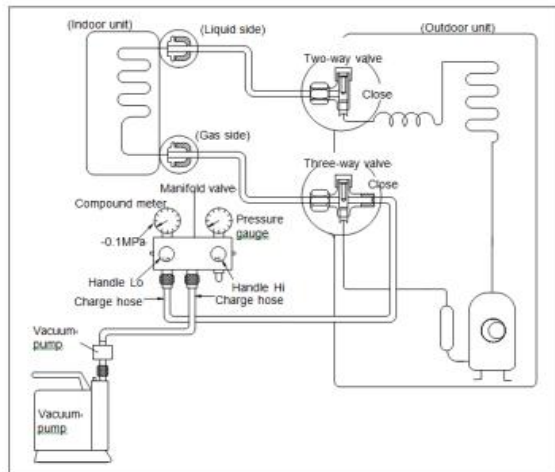 (Indoor unit)
(Liquid side)
(Outdoor unit)
Two-way valve
Close
(Gas side)
Three-way valve
Close
Manifold valve
Compound meter
-0.1MPa
Pressure
gauge
Handle Lo
Handle Hi
Charge hose
Charge hose
Vacuum-
pump
Vacuum-
pump